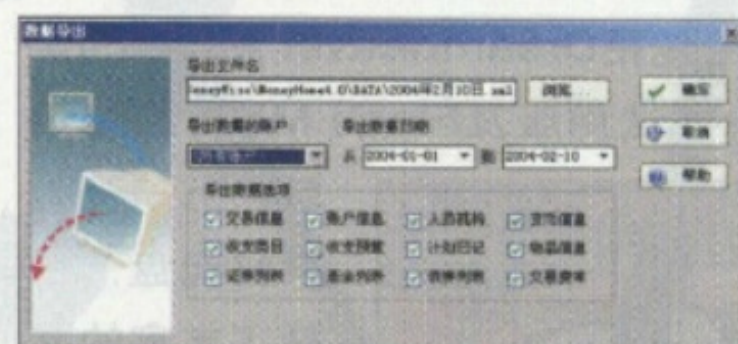 数据导出
导出文件名
oneyWise\MoneyHome4.0\DATA\2004年2月10日.xml 浏览... 确定
导出数据的账户 导出数据日期 取消
所有账户 从 2004-01-01 到 2004-02-10
帮助
导出数据选项
交易信息 账户信息 人员机构 货币信息
收支类目 收支预算 计划日记 物品信息
证券列表 基金列表 债券列表 交易费率